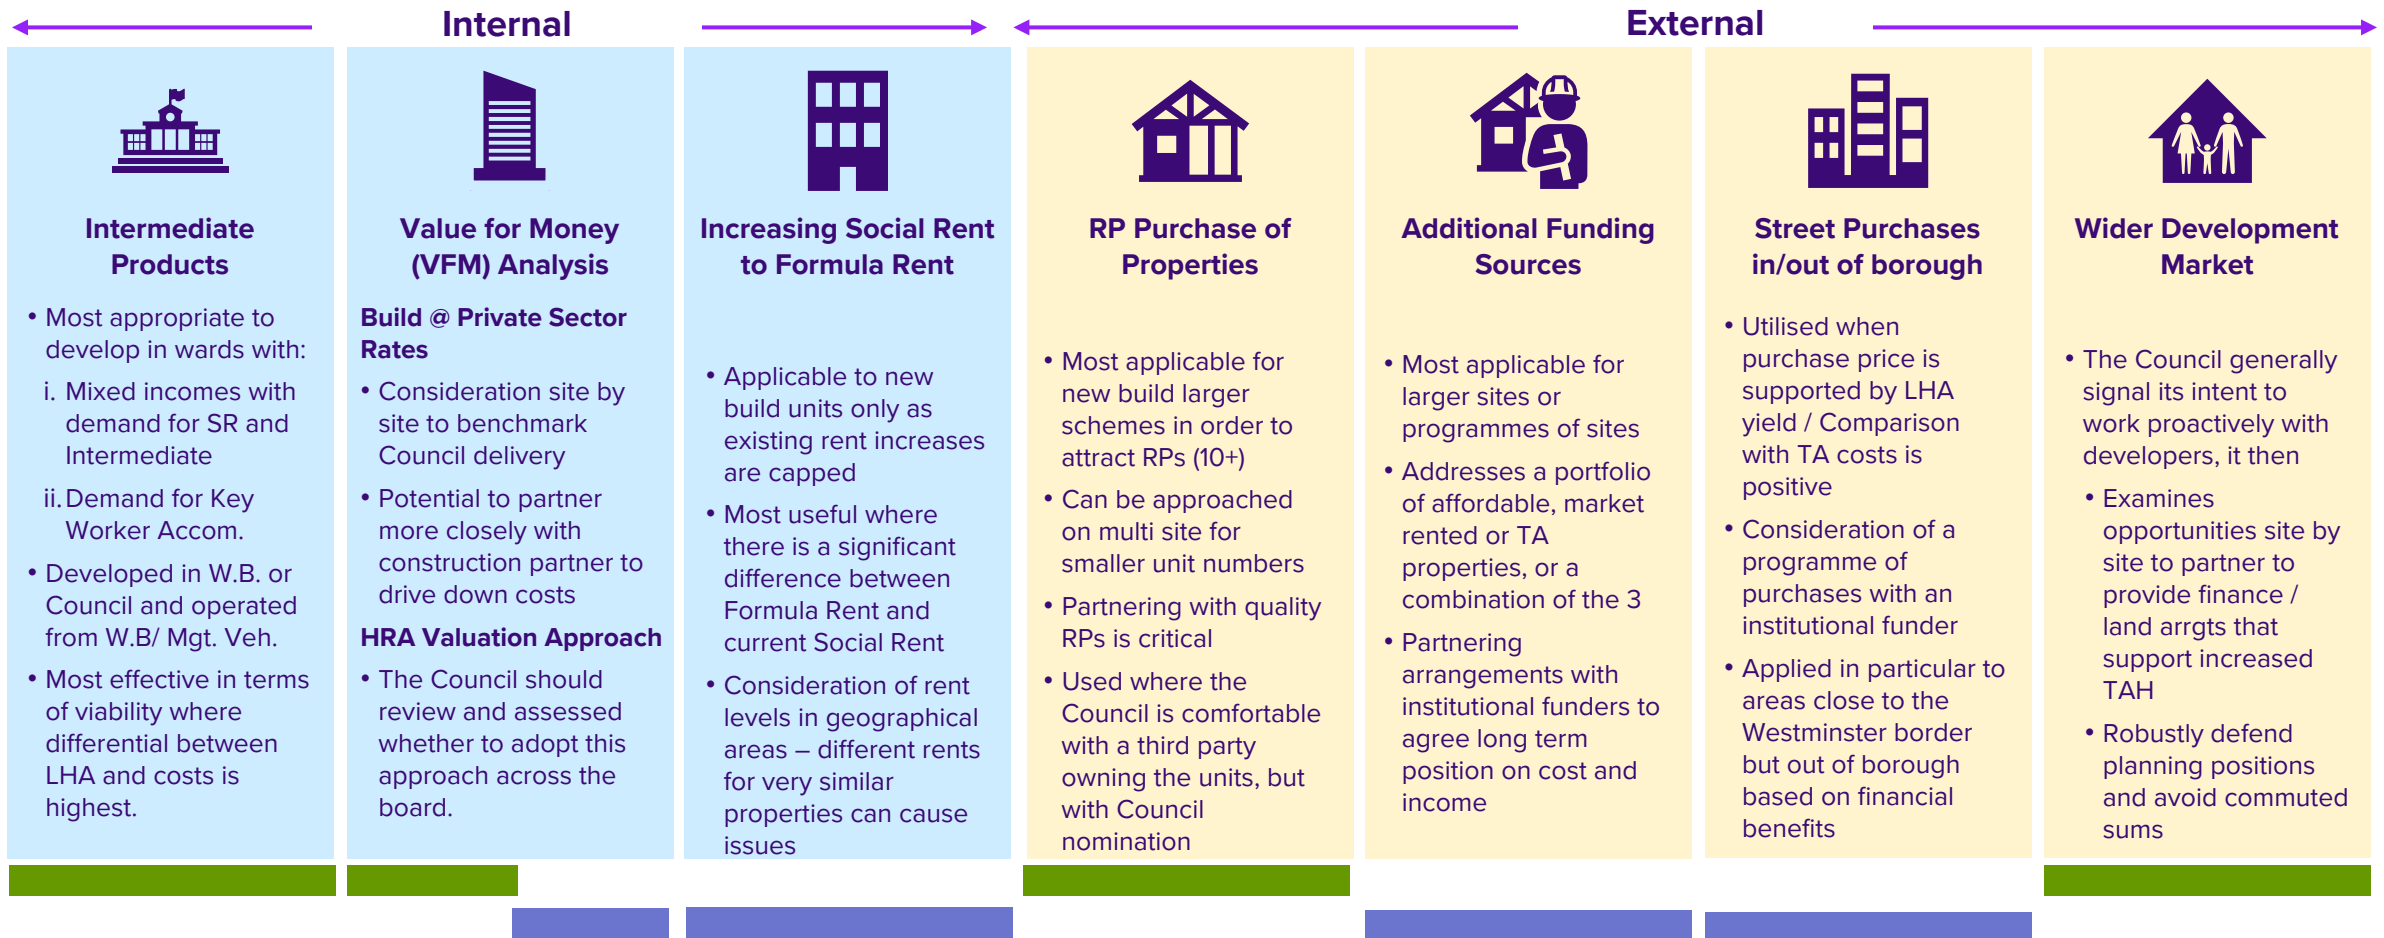 Internal
External
Intermediate
Products
• Most appropriate to
develop in wards with:
i. Mixed incomes with
demand for SR and
Intermediate
ii. Demand for Key
Worker Accom.
• Developed in W.B. or
Council and operated
from W.B/ Mgt. Veh.
• Most effective in terms
of viability where
differential between
LHA and costs is
highest.
Value for Money
(VFM) Analysis
Build @ Private Sector
Rates
• Consideration site by
site to benchmark
Council delivery
• Potential to partner
more closely with
construction partner to
drive down costs
HRA Valuation Approach
• The Council should
review and assessed
whether to adopt this
approach across the
board.
Increasing Social Rent
to Formula Rent
• Applicable to new
build units only as
existing rent increases
are capped
• Most useful where
there is a significant
difference between
Formula Rent and
current Social Rent
• Consideration of rent
levels in geographical
areas – different rents
for very similar
properties can cause
issues
RP Purchase of
Properties
• Most applicable for
new build larger
schemes in order to
attract RPs (10+)
• Can be approached
on multi site for
smaller unit numbers
• Partnering with quality
RPs is critical
• Used where the
Council is comfortable
with a third party
owning the units, but
with Council
nomination
Additional Funding
Sources
• Most applicable for
larger sites or
programmes of sites
• Addresses a portfolio
of affordable, market
rented or TA
properties, or a
combination of the 3
• Partnering
arrangements with
institutional funders to
agree long term
position on cost and
income
Street Purchases
in/out of borough
• Utilised when
purchase price is
supported by LHA
yield / Comparison
with TA costs is
positive
• Consideration of a
programme of
purchases with an
institutional funder
• Applied in particular to
areas close to the
Westminster border
but out of borough
based on financial
benefits
Wider Development
Market
• The Council generally
signal its intent to
work proactively with
developers, it then
• Examines
opportunities site by
site to partner to
provide finance /
land arrgts that
support increased
TAH
• Robustly defend
planning positions
and avoid commuted
sums